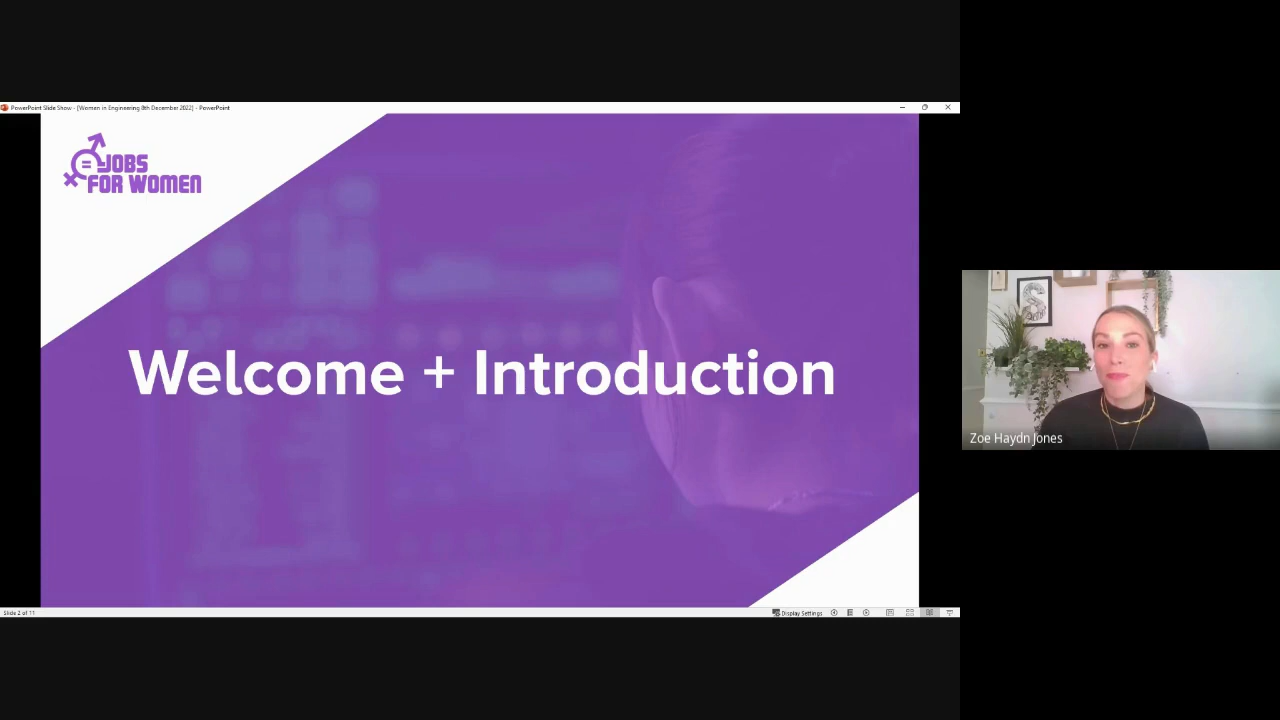 PowerPoint Slide Show - [Women in Engineering 8th December 2022] - PowerPoint
JOBS
FOR WOMEN
Welcome + Introduction
S
Zoe Haydn Jones
Slide 2 of 11
Display Settings